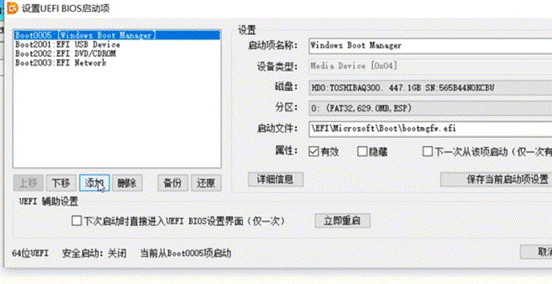 设置UEFI BIOS启动项
Boot0005:[Windows Boot Manager]
Boot2001:EFI USB Device
Boot2002:EFI DVD/CDROM
Boot2003:EFI Network
上移 下移 添加 删除 备份 还原
设置
启动项名称: Windows Boot Manager
设备类型: Media Device [0x04]
磁盘: HD0:TOSHIBAQ300. 447.1GB SN:565B44NOKCBU
分区: 0: (FAT32,629.0MB,ESP)
启动文件: \EFI\Microsoft\Boot\bootmgfw.efi
属性: 有效 隐藏 下一次从该项启动(仅一次有
详细信息 保存当前启动项设置
UEFI 辅助设置
下次启动时直接进入UEFI BIOS设置界面(仅一次) 立即重启
64位UEFI 安全启动: 关闭 当前从Boot0005项启动
取消